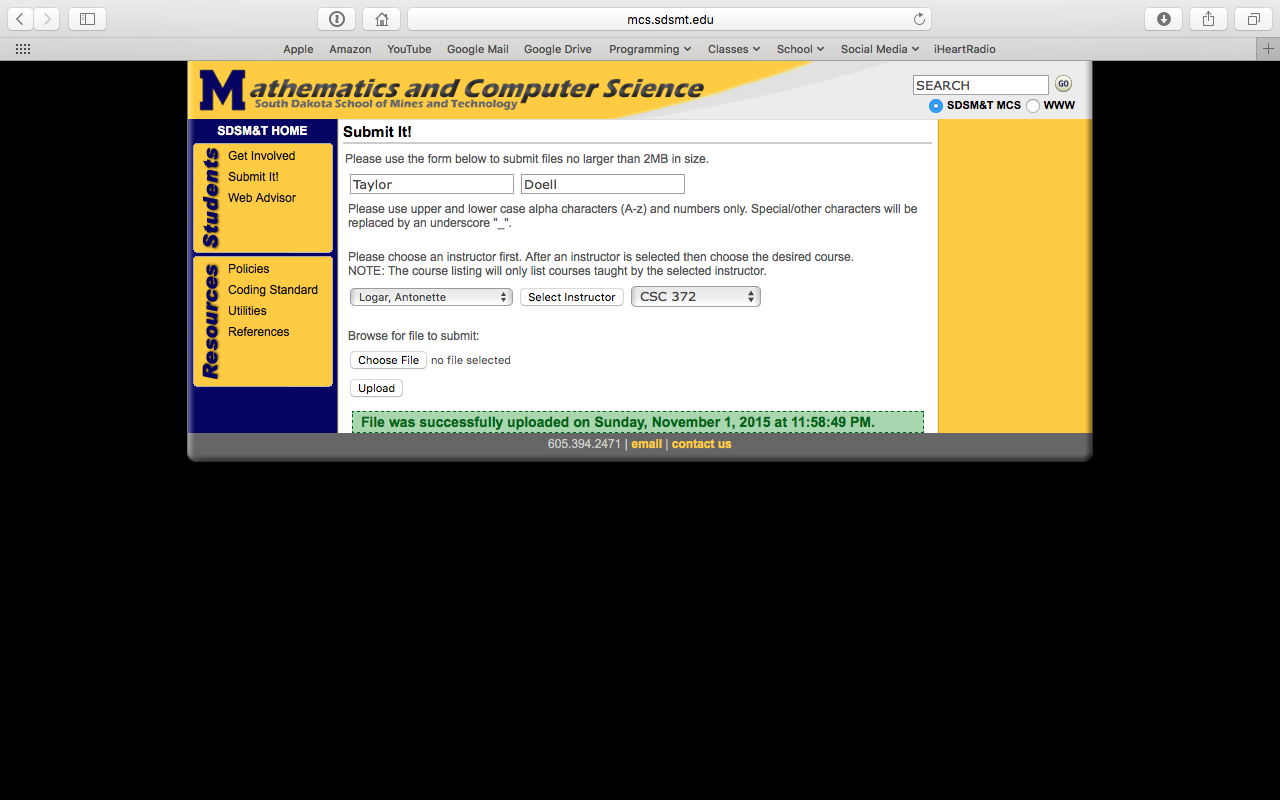 mcs.sdsmt.edu
Apple Amazon YouTube Google Mail Google Drive Programming Classes School Social Media iHeartRadio
Mathematics and Computer Science
South Dakota School of Mines and Technology
SEARCH GO
SDSM&T MCS WWW
SDSM&T HOME
Students
Get Involved
Submit It!
Web Advisor
Resources
Policies
Coding Standard
Utilities
References
Submit It!
Please use the form below to submit files no larger than 2MB in size.
Taylor Doell
Please use upper and lower case alpha characters (A-z) and numbers only. Special/other characters will be
replaced by an underscore "_".
Please choose an instructor first. After an instructor is selected then choose the desired course.
NOTE: The course listing will only list courses taught by the selected instructor.
Logar, Antonette Select Instructor CSC 372
Browse for file to submit:
Choose File no file selected
Upload
File was successfully uploaded on Sunday, November 1, 2015 at 11:58:49 PM.
605.394.2471 | email | contact us